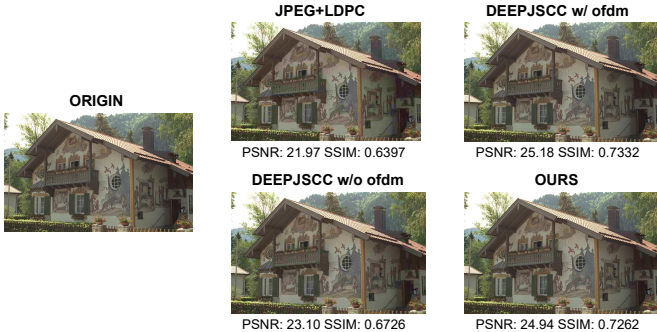 JPEG+LDPC
DEEPJSCC w/ ofdm
ORIGIN
PSNR: 21.97 SSIM: 0.6397
PSNR: 25.18 SSIM: 0.7332
DEEPJSCC w/o ofdm
OURS
PSNR: 23.10 SSIM: 0.6726
PSNR: 24.94 SSIM: 0.7262